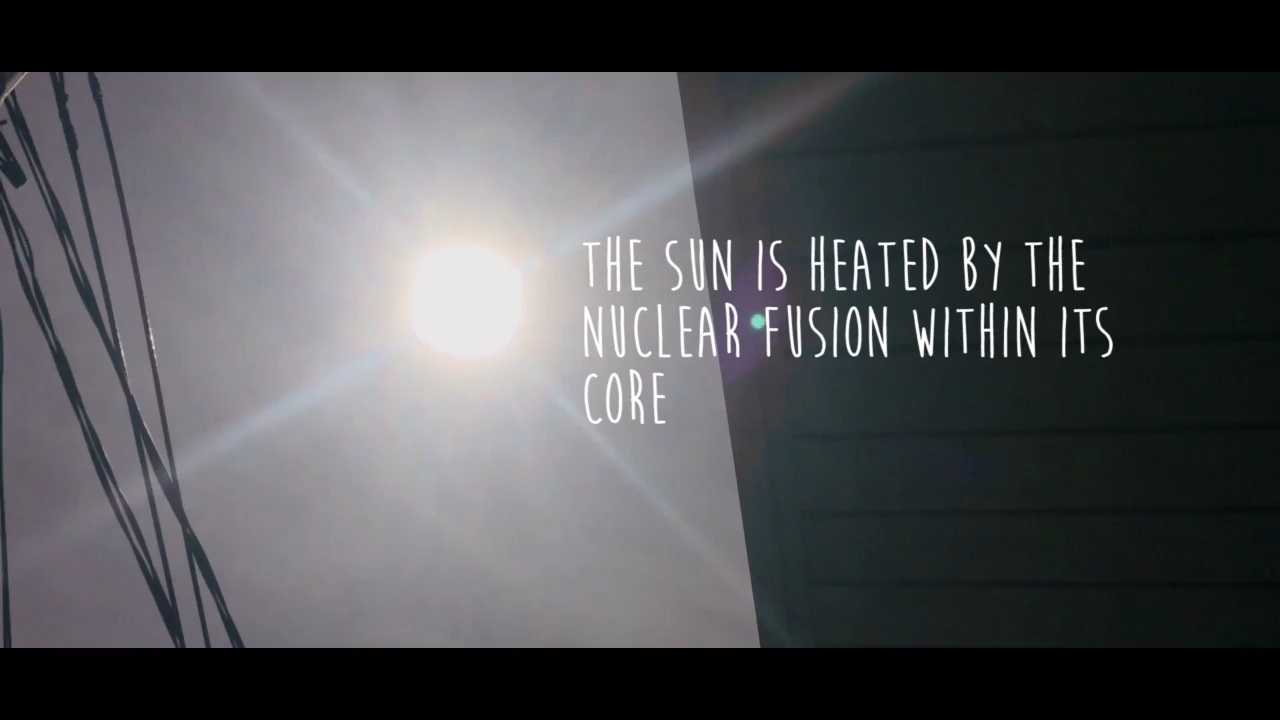 THE SUN IS HEATED BY THE
NUCLEAR FUSION WITHIN ITS
CORE